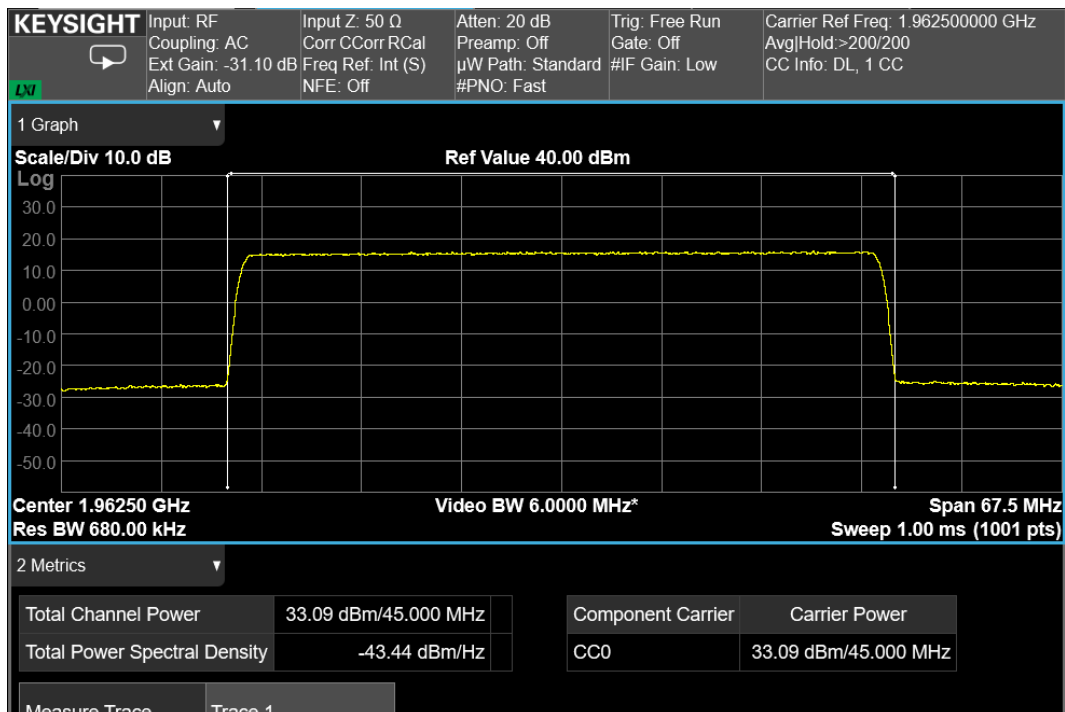 KEYSIGHT
LXI
Input: RF
Coupling: AC
Ext Gain: -31.10 dB
Align: Auto
Input Z: 50 Ω
Corr CCorr RCal
Freq Ref: Int (S)
NFE: Off
Atten: 20 dB
Preamp: Off
µW Path: Standard
#PNO: Fast
Trig: Free Run
Gate: Off
#IF Gain: Low
Carrier Ref Freq: 1.962500000 GHz
Avg|Hold:>200/200
CC Info: DL, 1 CC
1 Graph
Scale/Div 10.0 dB
Ref Value 40.00 dBm
Log
30.0
20.0
10.0
0.00
-10.0
-20.0
-30.0
-40.0
-50.0
Center 1.96250 GHz
Video BW 6.0000 MHz*
Span 67.5 MHz
Res BW 680.00 kHz
Sweep 1.00 ms (1001 pts)
2 Metrics
Total Channel Power 33.09 dBm/45.000 MHz
Total Power Spectral Density -43.44 dBm/Hz
Component Carrier Carrier Power
CC0 33.09 dBm/45.000 MHz
Measure Trace Trace 1